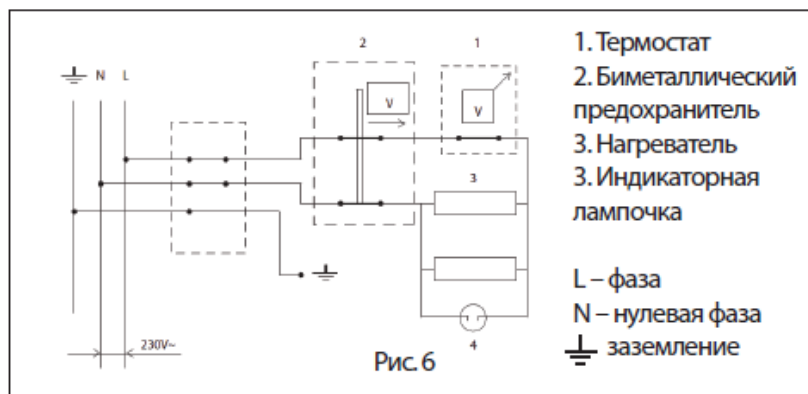 2
1
N L
V
V
3
4
230V~
Рис. 6
1. Термостат
2. Биметаллический
предохранитель
3. Нагреватель
3. Индикаторная
лампочка
L – фаза
N – нулевая фаза
заземление